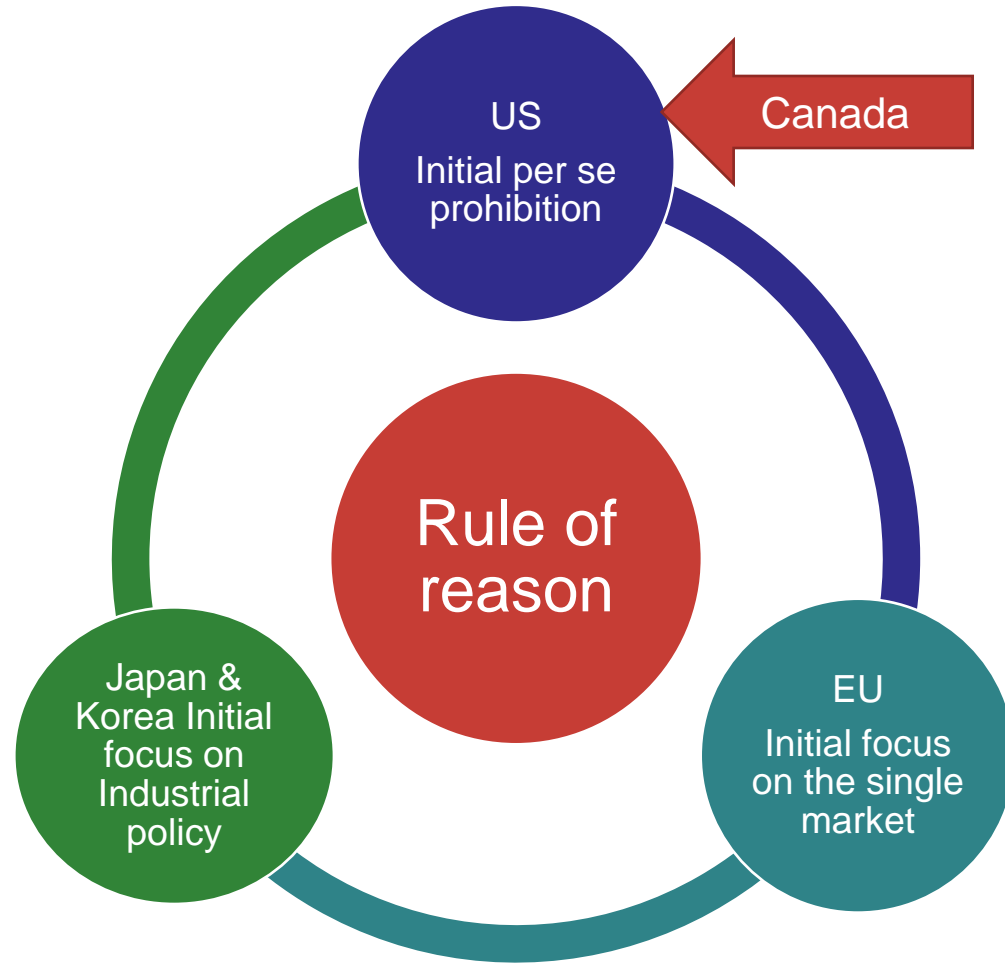 US
Initial per se
prohibition
Canada
Rule of
reason
Japan &
Korea Initial
focus on
Industrial
policy
EU
Initial focus
on the single
market